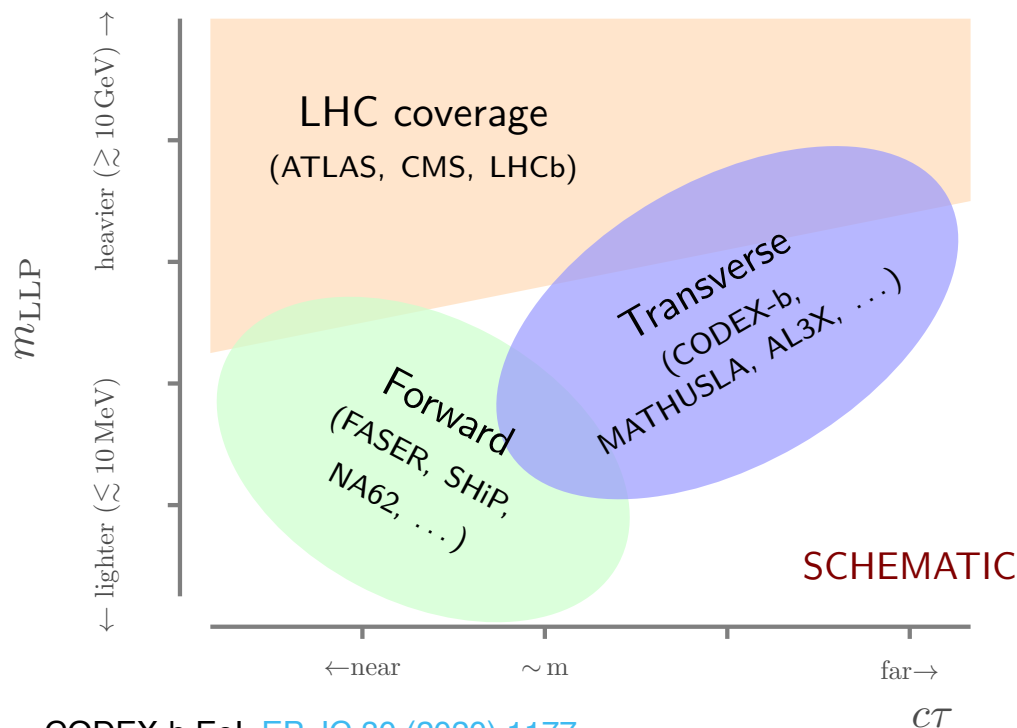 heavier (≳ 10 GeV) →
m_LLP
← lighter (≲ 10 MeV)
LHC coverage
(ATLAS, CMS, LHCb)
Transverse
(CODEX-b,
MATHUSLA, AL3X, ...)
Forward
(FASER, SHiP,
NA62, ...)
SCHEMATIC
←near
∼ m
far→
cτ